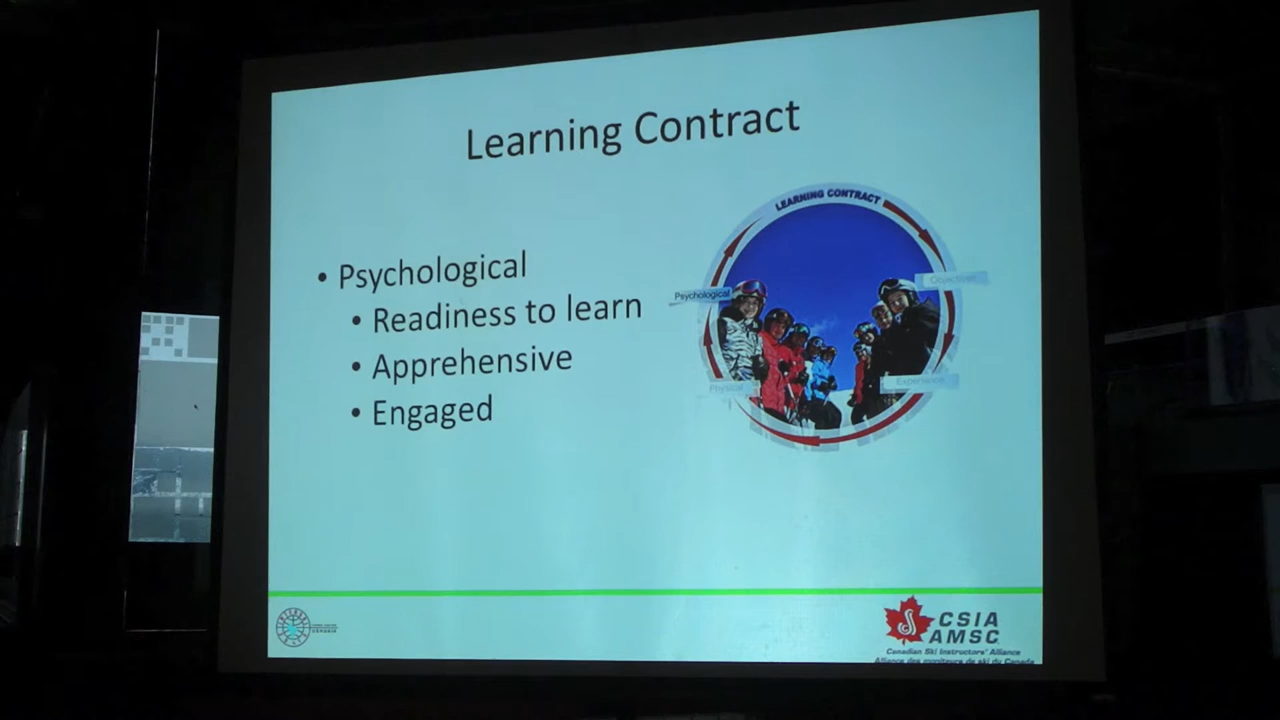 Learning Contract
• Psychological
• Readiness to learn
• Apprehensive
• Engaged
LEARNING CONTRACT
Psychological
Objective
Physical
Experience
CSIA
AMSC
Canadian Ski Instructors' Alliance
Alliance des moniteurs de ski du Canada